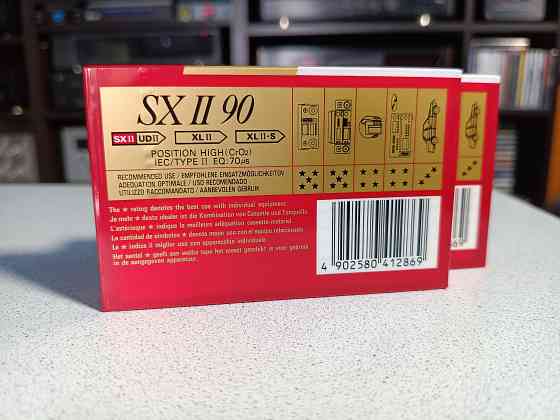 SX II 90
SX II UD II XL II XL II-S
POSITION HIGH (CrO₂)
IEC/TYPE II EQ: 70μs
RECOMMENDED USE / EMPFOHLENE EINSATZMÖGLICHKEITEN
ADEQUATION OPTIMALE / USO RECOMENDADO
UTILIZZO RACCOMANDATO / AANBEVOLEN GEBRUIK
★★★★★ ★★★★★ ★★★★ ★★★★ ★★★
The ★ rating denotes the best use with individual equipment.
Je mehr ★ desto idealer ist die Kombination von Cassette und Tonquelle.
L'astérisque ★ indique la meilleure adéquation cassette-matériel.
La cantidad de símbolos ★ denota mejor uso con el equipo relacionado.
Le ★ indica il miglior uso con apparecchio individuale.
Het aantal ★ geeft aan welke tape het meest geschikt is voor gebruik
in de aangegeven apparatuur.
4 902580 412869
69